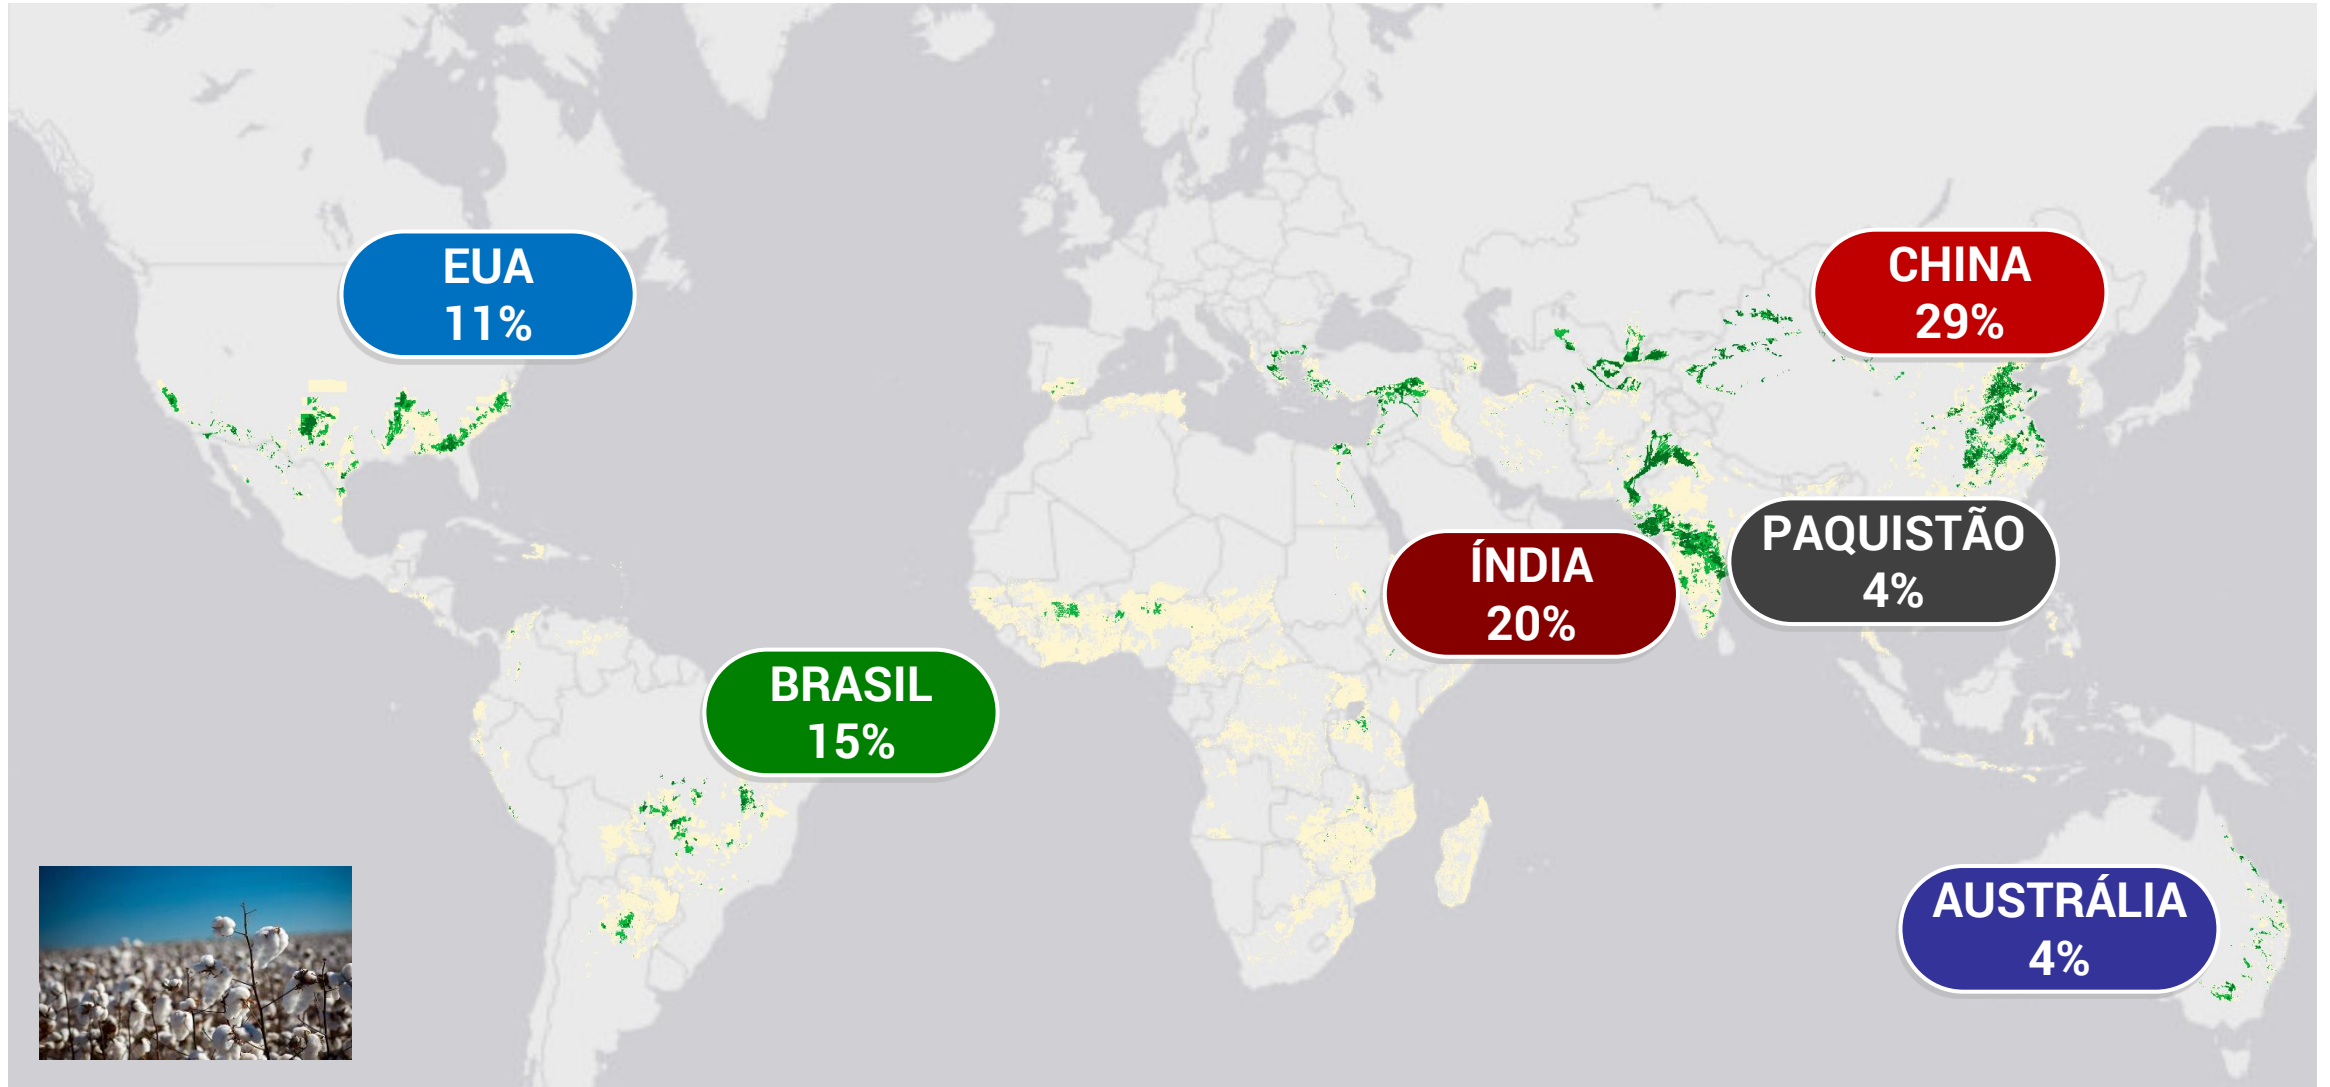 EUA
11%
CHINA
29%
PAQUISTÃO
4%
ÍNDIA
20%
BRASIL
15%
AUSTRÁLIA
4%